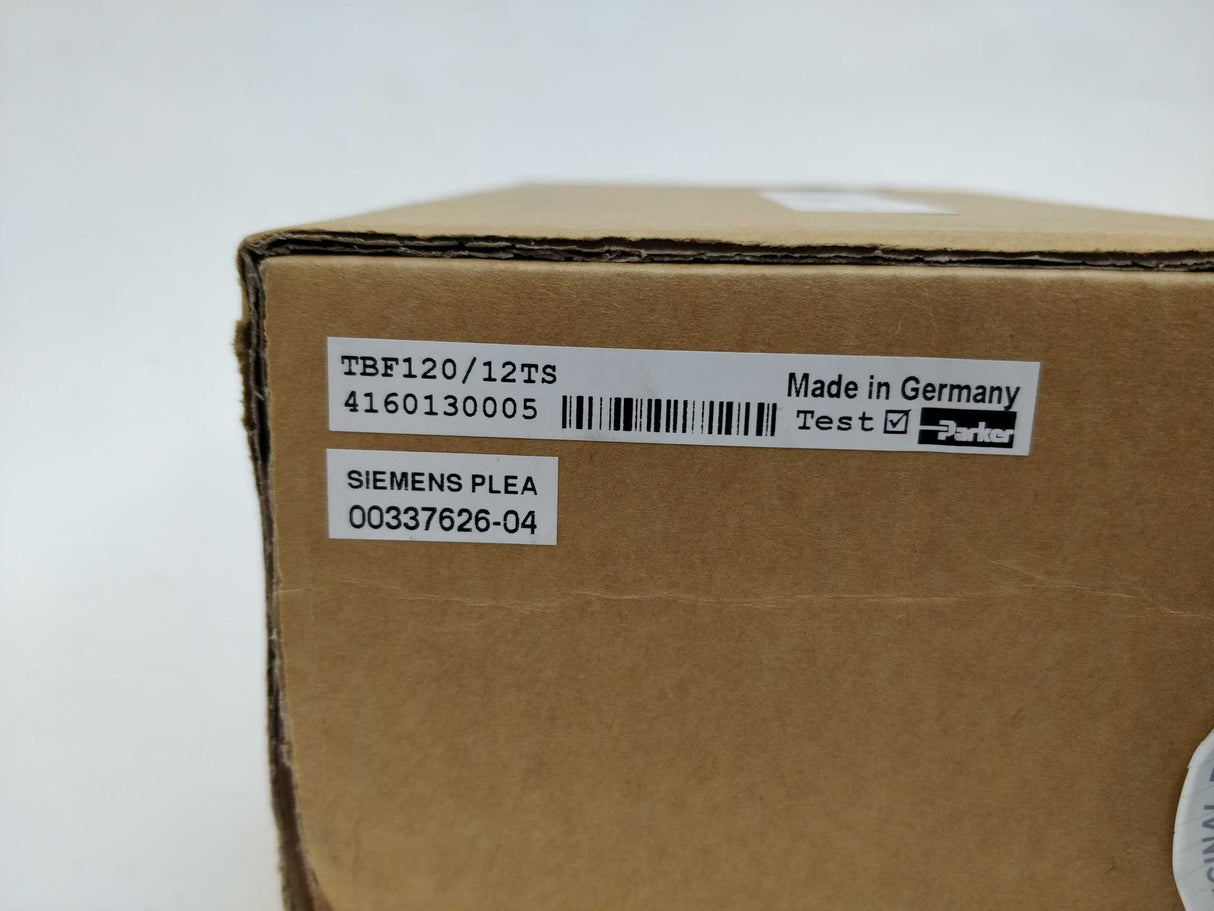 TBF120/12TS
4160130005
Made in Germany
Test
Parker
SIEMENS PLEA
00337626-04